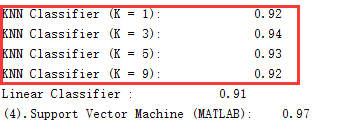 KNN Classifier (K = 1): 0.92
KNN Classifier (K = 3): 0.94
KNN Classifier (K = 5): 0.93
KNN Classifier (K = 9): 0.92
Linear Classifier : 0.91
(4).Support Vector Machine (MATLAB): 0.97